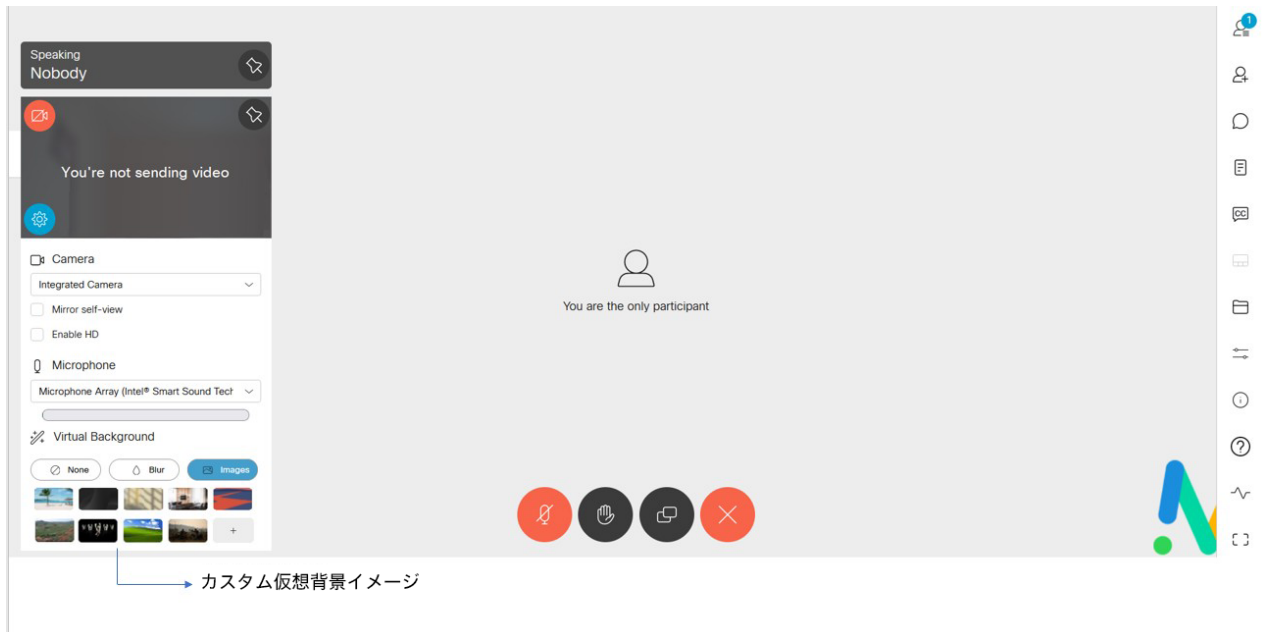 1
Speaking
Nobody
You're not sending video
Camera
Integrated Camera
Mirror self-view
Enable HD
Microphone
Microphone Array (Intel® Smart Sound Tech
Virtual Background
None
Blur
Images
+
You are the only participant
CC
カスタム仮想背景イメージ